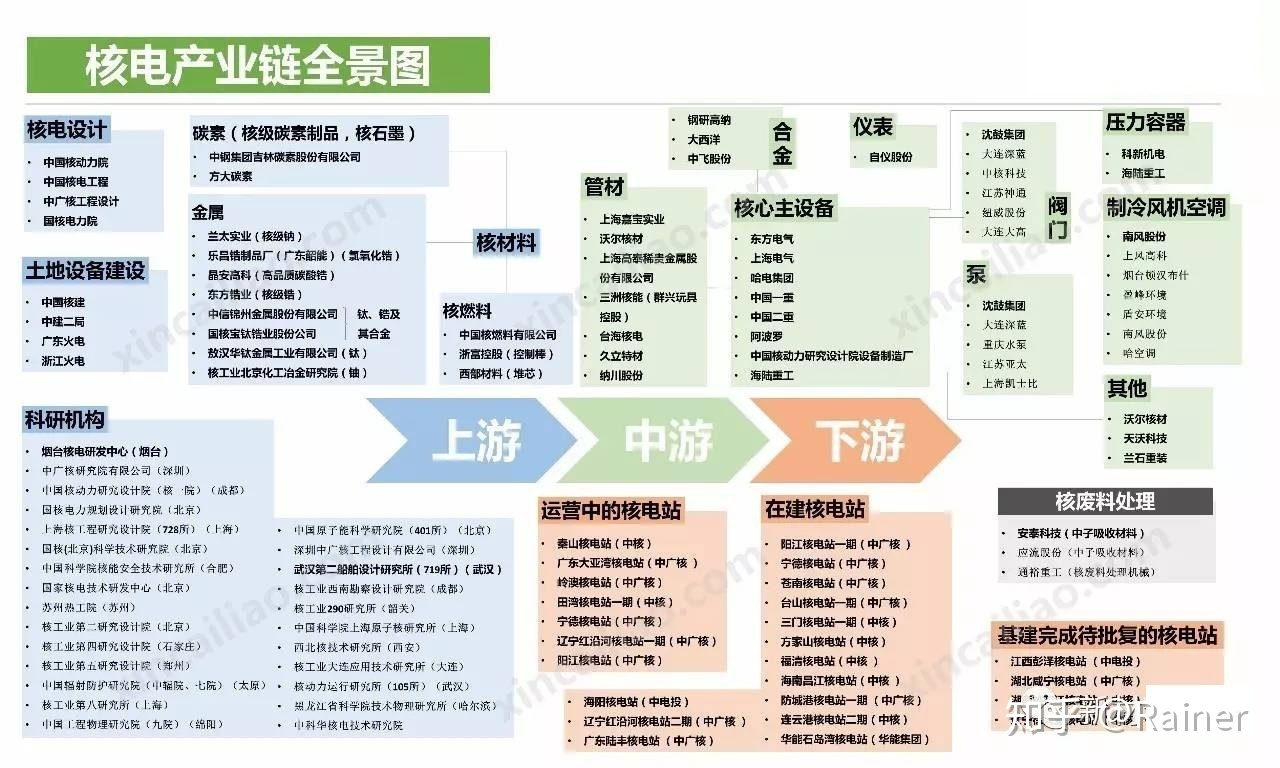 核电产业链全景图
核电设计
• 中国核动力院
• 中国核电工程
• 中广核工程设计
• 国核电力院
土地设备建设
• 中国核建
• 中建二局
• 广东火电
• 浙江火电
碳素（核级碳素制品，核石墨）
• 中钢集团吉林碳素股份有限公司
• 方大碳素
金属
• 兰太实业（核级钠）
• 乐昌锆制品厂（广东韶能）（氯氧化锆）
• 晶安高科（高品质碳酸锆）
• 东方锆业（核级锆）
• 中信锦州金属股份有限公司
• 国核宝钛锆业股份公司
钛、锆及
其合金
• 敖汉华钛金属工业有限公司（钛）
• 核工业北京化工冶金研究院（铀）
核材料
核燃料
• 中国核燃料有限公司
• 浙富控股（控制棒）
• 西部材料（堆芯）
管材
• 上海嘉宝实业
• 沃尔核材
• 上海高泰稀贵金属股
份有限公司
• 三洲核能（群兴玩具
控股）
• 台海核电
• 久立特材
• 纳川股份
合金
• 钢研高纳
• 大西洋
• 中飞股份
核心主设备
• 东方电气
• 上海电气
• 哈电集团
• 中国一重
• 中国二重
• 阿波罗
• 中国核动力研究设计院设备制造厂
• 海陆重工
仪表
• 自仪股份
阀门
• 沈鼓集团
• 大连深蓝
• 中核科技
• 江苏神通
• 纽威股份
• 大连大高
泵
• 沈鼓集团
• 大连深蓝
• 重庆水泵
• 江苏亚太
• 上海凯士比
压力容器
• 科新机电
• 海陆重工
制冷风机空调
• 南风股份
• 上风高科
• 烟台顿汉布什
• 盈峰环境
• 盾安环境
• 南风股份
• 哈空调
其他
• 沃尔核材
• 天沃科技
• 兰石重装
上游
中游
下游
科研机构
• 烟台核电研发中心（烟台）
• 中广核研究院有限公司（深圳）
• 中国核动力研究设计院（核一院）（成都）
• 国核电力规划设计研究院（北京）
• 上海核工程研究设计院（728所）（上海）
• 国核(北京)科学技术研究院（北京）
• 中国科学院核能安全技术研究所（合肥）
• 国家核电技术研发中心（北京）
• 苏州热工院（苏州）
• 核工业第二研究设计院（北京）
• 核工业第四研究设计院（石家庄）
• 核工业第五研究设计院（郑州）
• 中国辐射防护研究院（中辐院、七院）（太原）
• 核工业第八研究所（上海）
• 中国工程物理研究院（九院）（绵阳）
• 中国原子能科学研究院（401所）（北京）
• 深圳中广核工程设计有限公司（深圳）
• 武汉第二船舶设计研究所（719所）（武汉）
• 核工业西南勘察设计研究院（成都）
• 核工业290研究所（韶关）
• 中国科学院上海原子核研究所（上海）
• 西北核技术研究所（西安）
• 核工业大连应用技术研究所（大连）
• 核动力运行研究所（105所）（武汉）
• 黑龙江省科学院技术物理研究所（哈尔滨）
• 中科华核电技术研究院
运营中的核电站
• 秦山核电站（中核）
• 广东大亚湾核电站（中广核 ）
• 岭澳核电站（中广核）
• 田湾核电站一期（中核）
• 宁德核电站（中广核）
• 辽宁红沿河核电站一期（中广核）
• 阳江核电站（中广核）
在建核电站
• 阳江核电站一期（中广核 ）
• 宁德核电站（中广核）
• 苍南核电站（中广核）
• 台山核电站一期（中广核）
• 三门核电站一期（中核）
• 方家山核电站（中核）
• 福清核电站（中核 ）
• 海南昌江核电站（中核 ）
• 防城港核电站一期（中广核）
• 连云港核电站二期（中核）
• 华能石岛湾核电站（华能集团）
• 海阳核电站（中电投）
• 辽宁红沿河核电站二期（中广核 ）
• 广东陆丰核电站 （中广核）
核废料处理
• 安泰科技（中子吸收材料）
• 应流股份（中子吸收材料）
• 通裕重工（核废料处理机械）
基建完成待批复的核电站
• 江西彭泽核电站（中电投）
• 湖北咸宁核电站 （中广核）
知乎 @Rainer
xincailiao.com
xincailiao.com
xincailiao.com
xincailiao.com
xincailiao.com
xincailiao.com